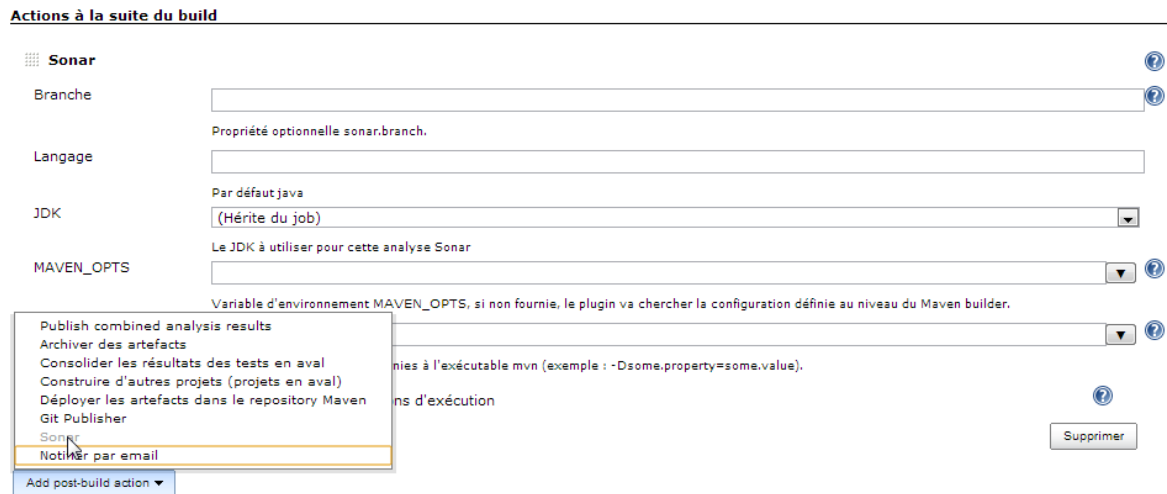 Actions à la suite du build
Sonar
Branche
Propriété optionnelle sonar.branch.
Langage
Par défaut java
JDK
(Hérite du job)
Le JDK à utiliser pour cette analyse Sonar
MAVEN_OPTS
Variable d'environnement MAVEN_OPTS, si non fournie, le plugin va chercher la configuration définie au niveau du Maven builder.
Publish combined analysis results
Archiver des artefacts
Consolider les résultats des tests en aval
nies à l'exécutable mvn (exemple : -Dsome.property=some.value).
Construire d'autres projets (projets en aval)
Déployer les artefacts dans le repository Maven
ns d'exécution
Git Publisher
Sonar
Supprimer
Notifier par email
Add post-build action